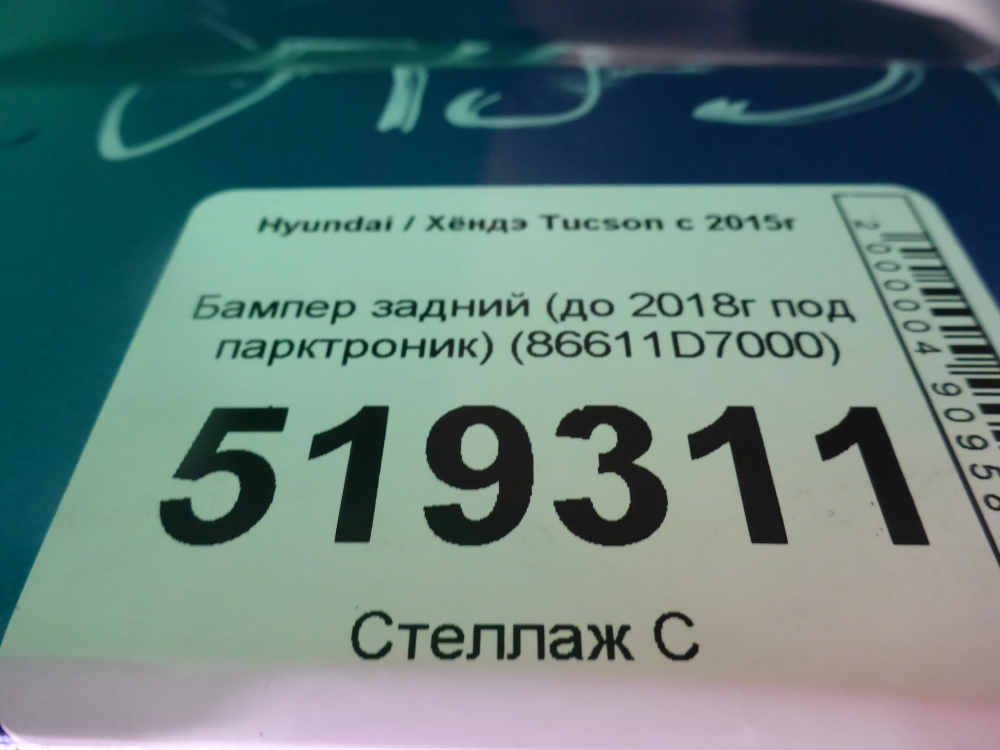 Hyundai / Хёндэ Tucson с 2015г
Бампер задний (до 2018г под
парктроник) (86611D7000)
519311
Стеллаж С